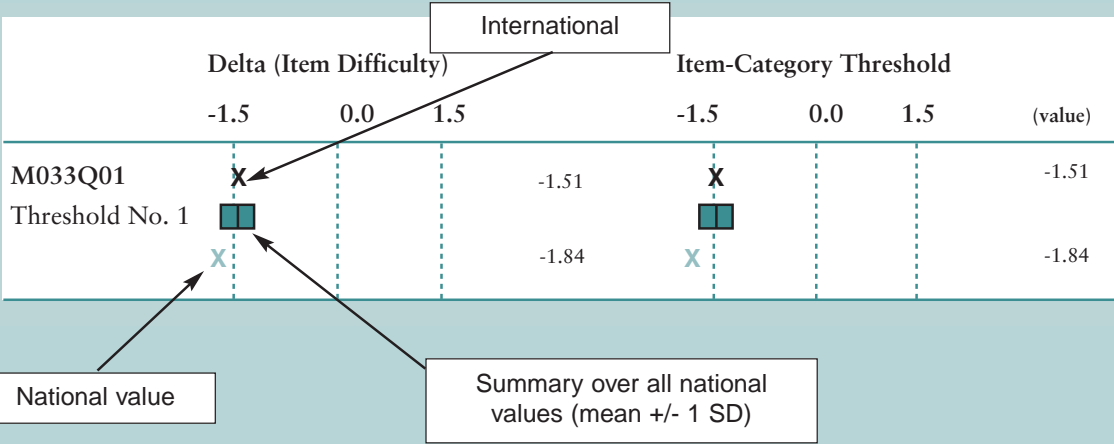 International
Delta (Item Difficulty) Item-Category Threshold
-1.5 0.0 1.5 -1.5 0.0 1.5 (value)
M033Q01 X -1.51 X -1.51
Threshold No. 1
X -1.84 X -1.84
National value
Summary over all national
values (mean +/- 1 SD)